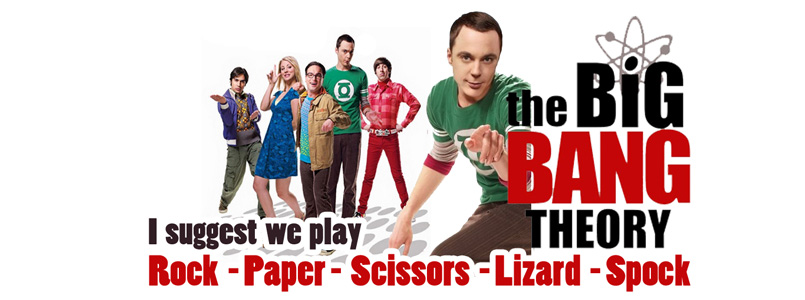 the BiG
BANG
THEORY
I suggest we play
Rock - Paper - Scissors - Lizard - Spock